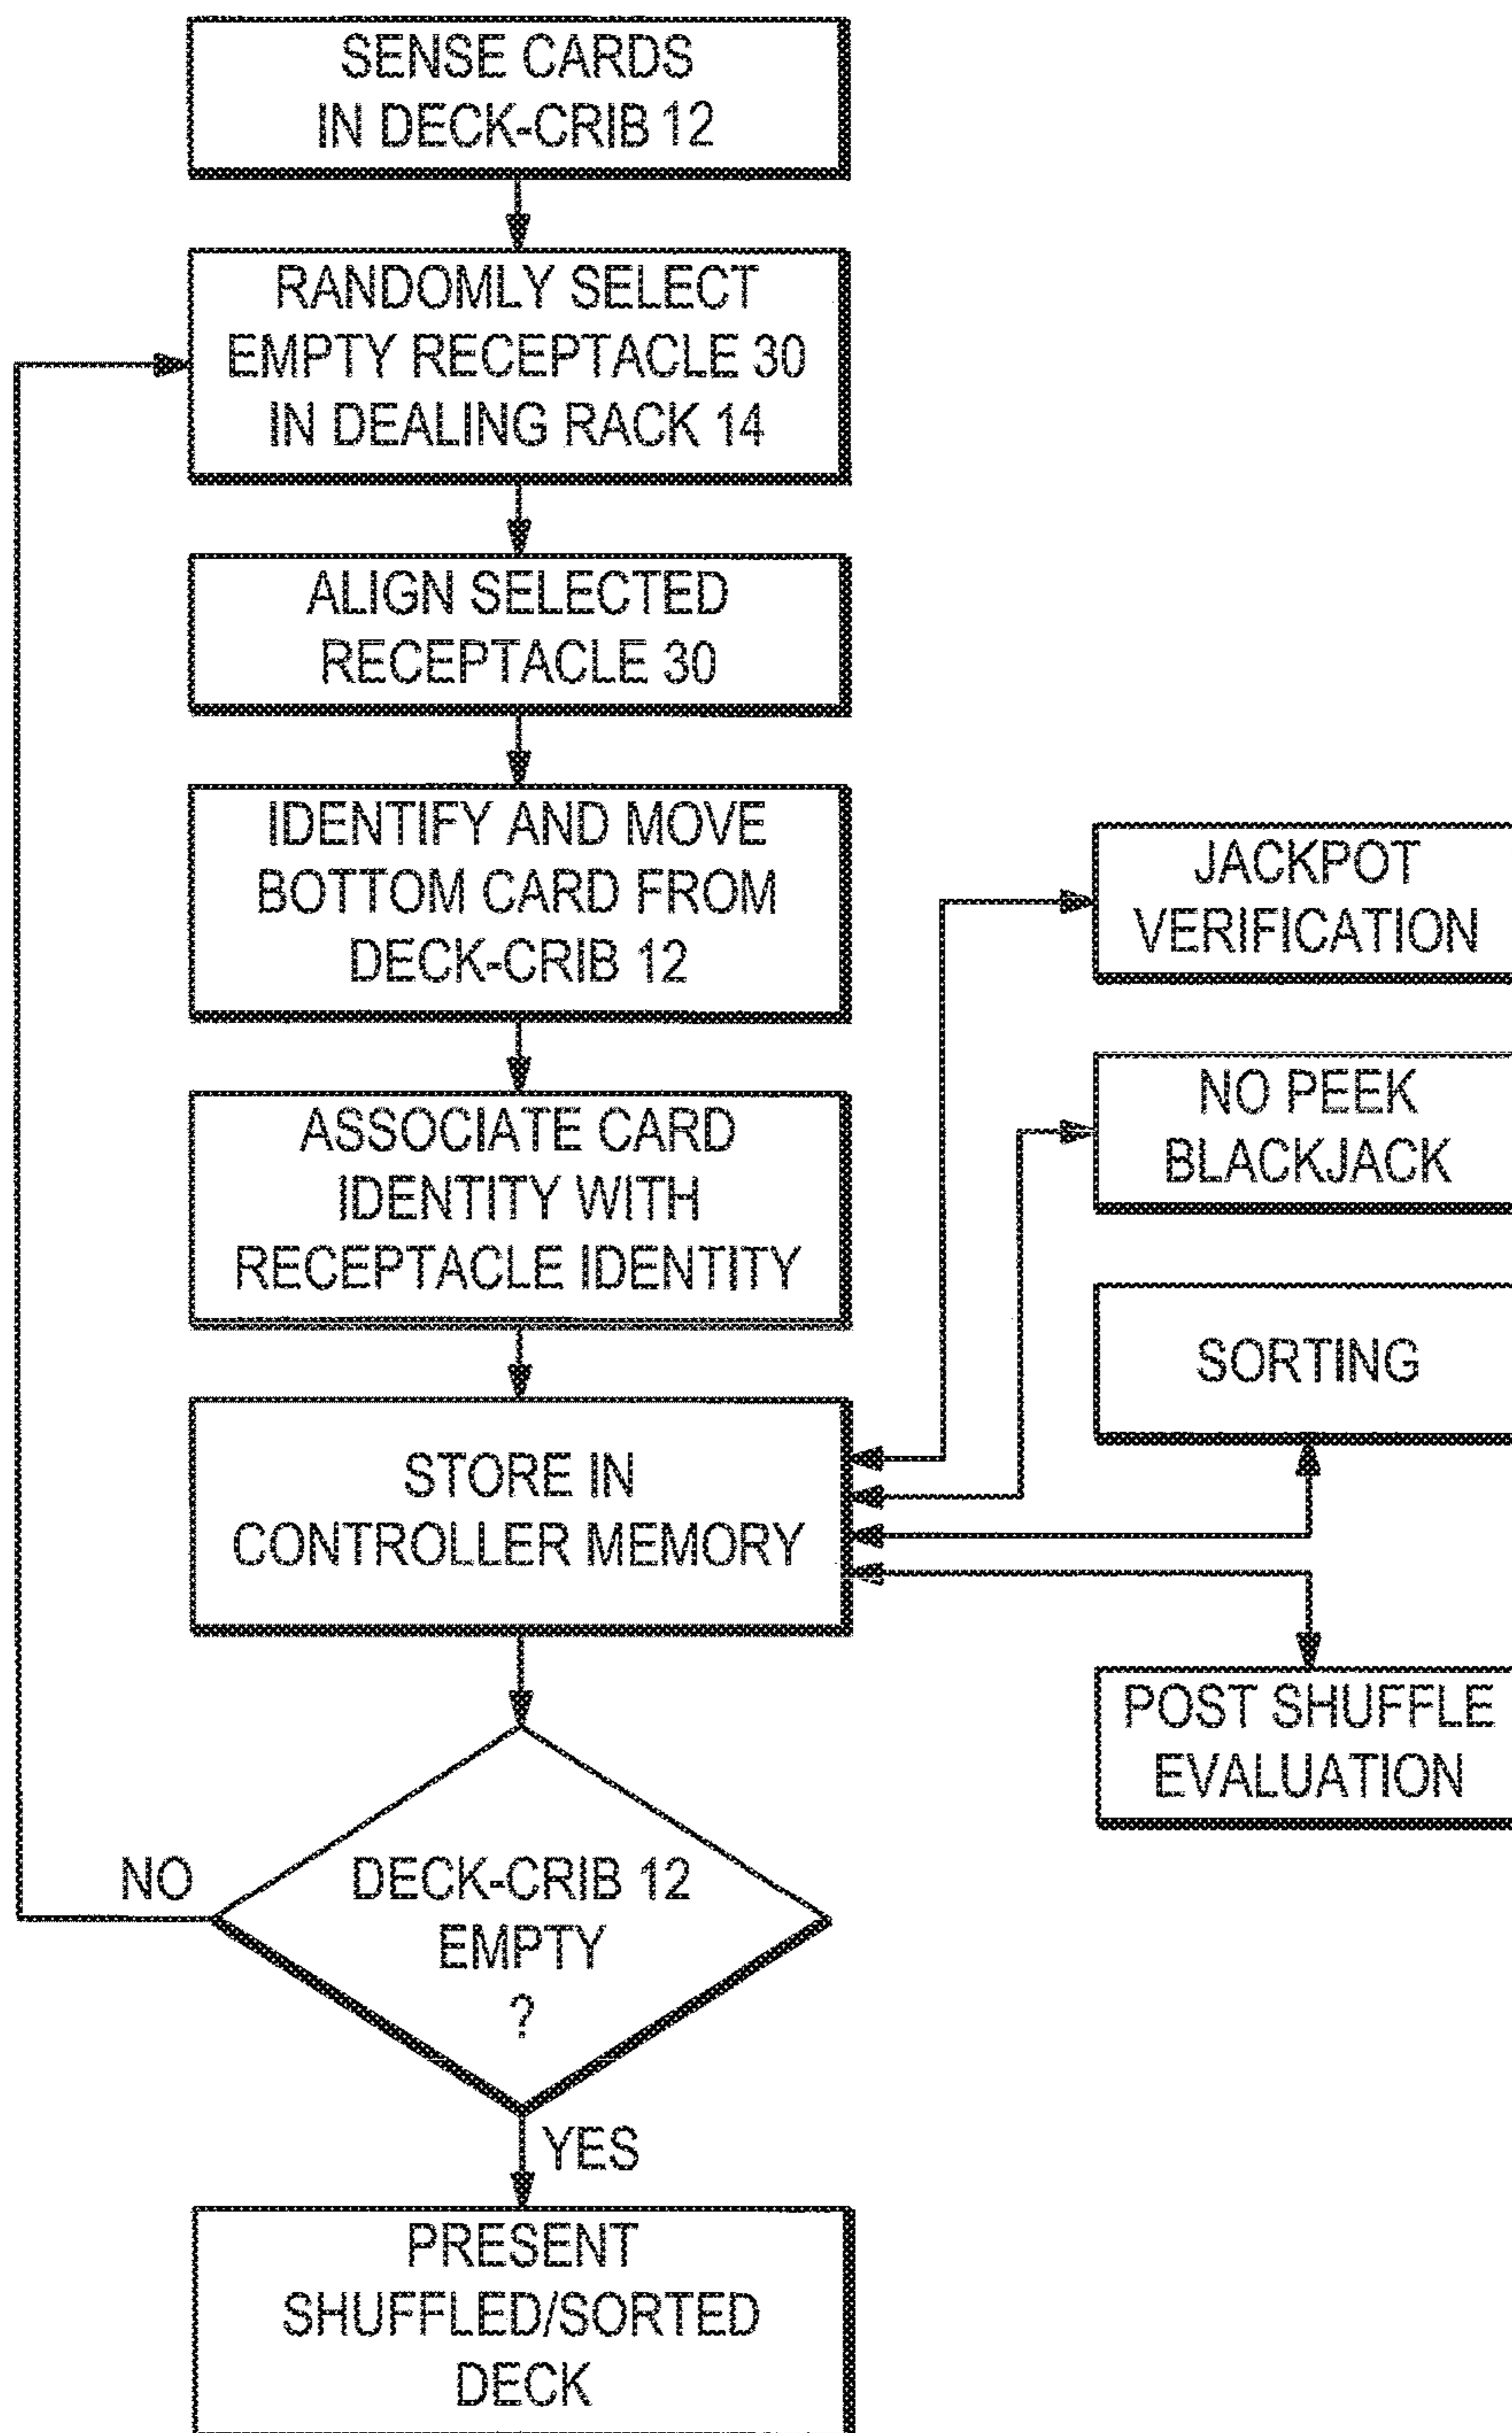 SENSE CARDS
IN DECK-CRIB 12
RANDOMLY SELECT
EMPTY RECEPTACLE 30
IN DEALING RACK 14
ALIGN SELECTED
RECEPTACLE 30
IDENTIFY AND MOVE
BOTTOM CARD FROM
DECK-CRIB 12
ASSOCIATE CARD
IDENTITY WITH
RECEPTACLE IDENTITY
STORE IN
CONTROLLER MEMORY
JACKPOT
VERIFICATION
NO PEEK
BLACKJACK
SORTING
POST SHUFFLE
EVALUATION
NO
DECK-CRIB 12
EMPTY
?
YES
PRESENT
SHUFFLED/SORTED
DECK